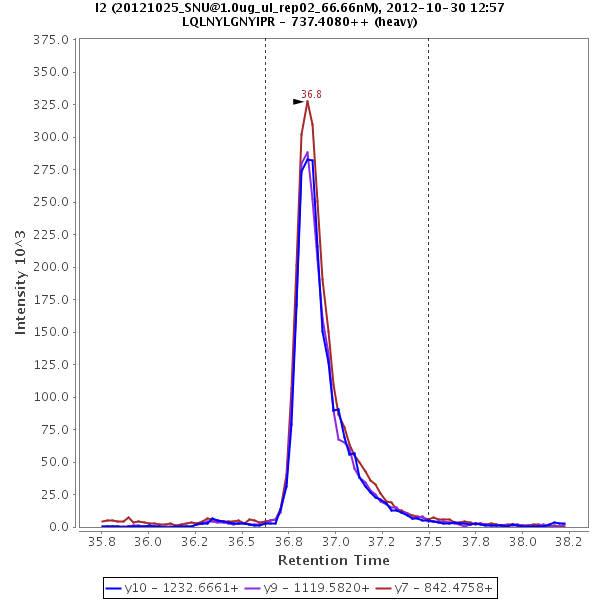 I2 (20121025_SNU@1.0ug_ul_rep02_66.66nM), 2012-10-30 12:57
LQLNYLGNYIPR - 737.4080++ (heavy)
375.0
350.0
325.0
300.0
275.0
250.0
225.0
200.0
175.0
150.0
125.0
100.0
75.0
50.0
25.0
0.0
Intensity 10^3
36.8
35.8 36.0 36.2 36.5 36.8 37.0 37.2 37.5 37.8 38.0 38.2
Retention Time
y10 - 1232.6661+ y9 - 1119.5820+ y7 - 842.4758+